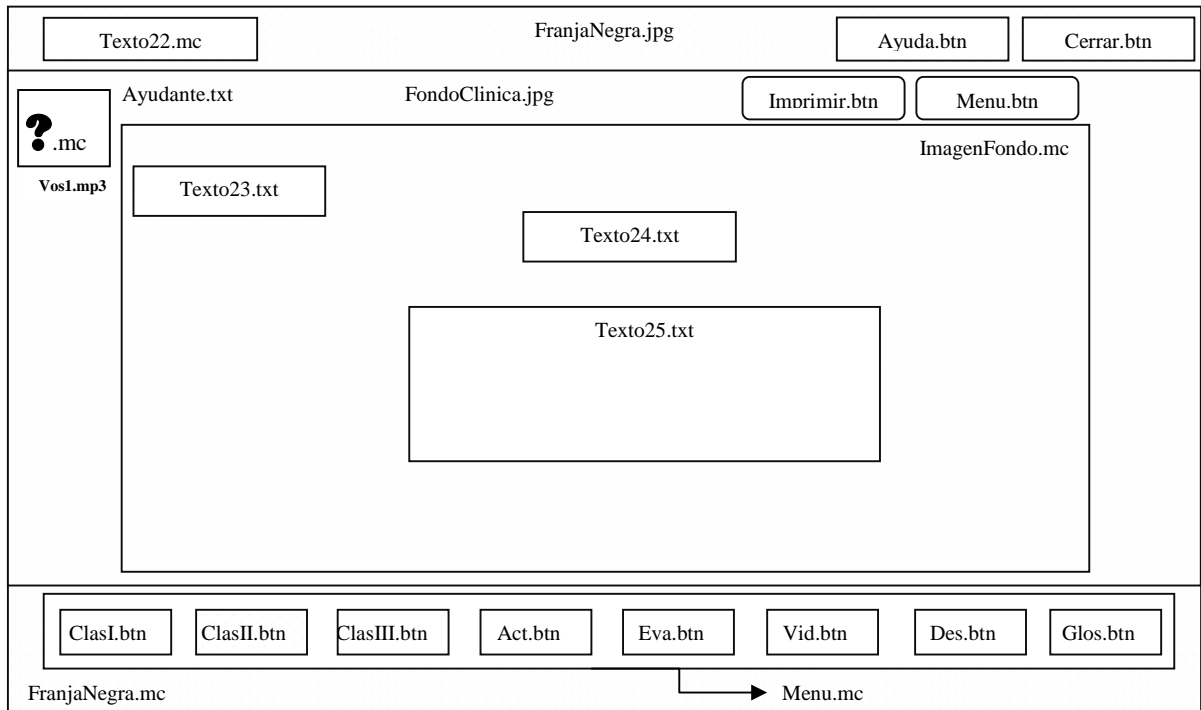 Texto22.mc
FranjaNegra.jpg
Ayuda.btn
Cerrar.btn
Ayudante.txt
FondoClinica.jpg
Imprimir.btn
Menu.btn
?.mc
ImagenFondo.mc
Vos1.mp3
Texto23.txt
Texto24.txt
Texto25.txt
ClasI.btn
ClasII.btn
ClasIII.btn
Act.btn
Eva.btn
Vid.btn
Des.btn
Glos.btn
FranjaNegra.mc
Menu.mc